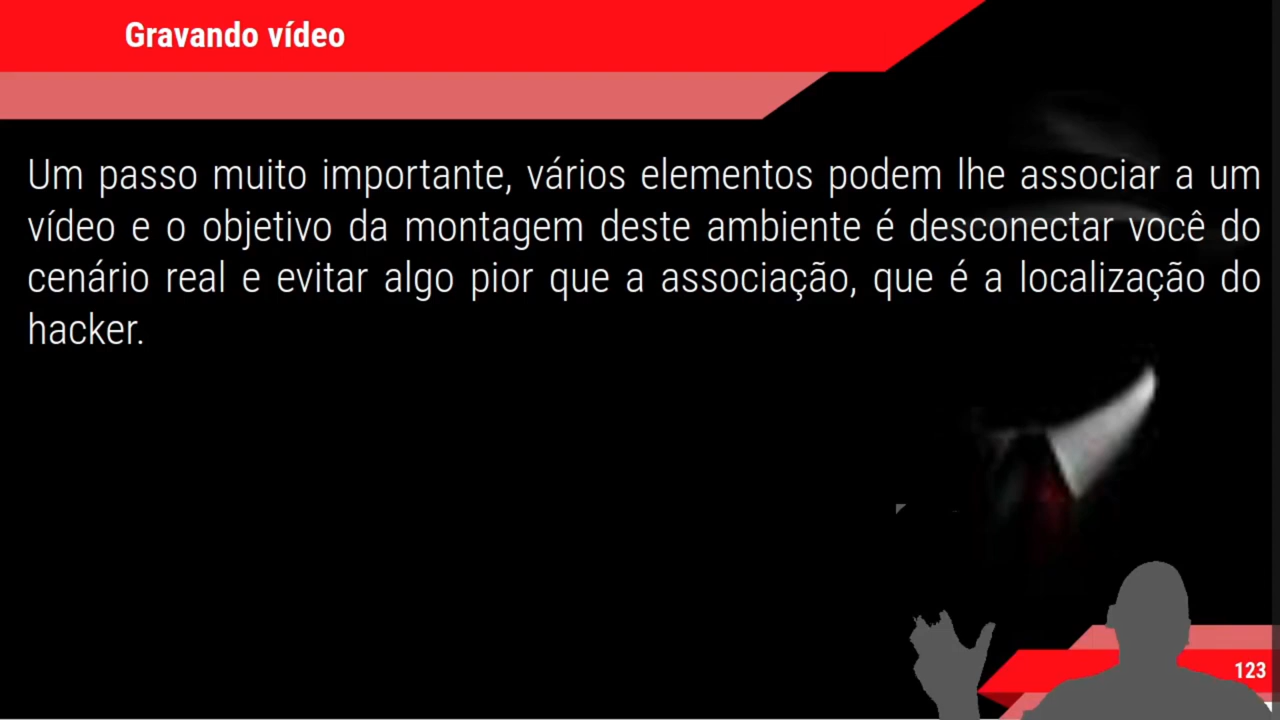 Gravando vídeo
Um passo muito importante, vários elementos podem lhe associar a um
vídeo e o objetivo da montagem deste ambiente é desconectar você do
cenário real e evitar algo pior que a associação, que é a localização do
hacker.
123